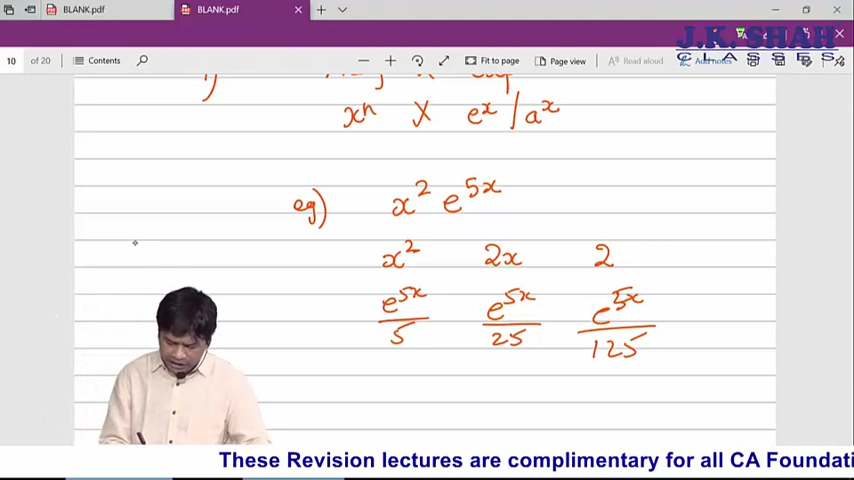 BLANK.pdf BLANK.pdf
J.K. SHAH
CLASSES
10 of 20 Contents Fit to page Page view Read aloud Add notes
xⁿ X eˣ / aˣ
eg) x² e⁵ˣ
x² 2x 2
e⁵ˣ/5 e⁵ˣ/25 e⁵ˣ/125
These Revision lectures are complimentary for all CA Foundati